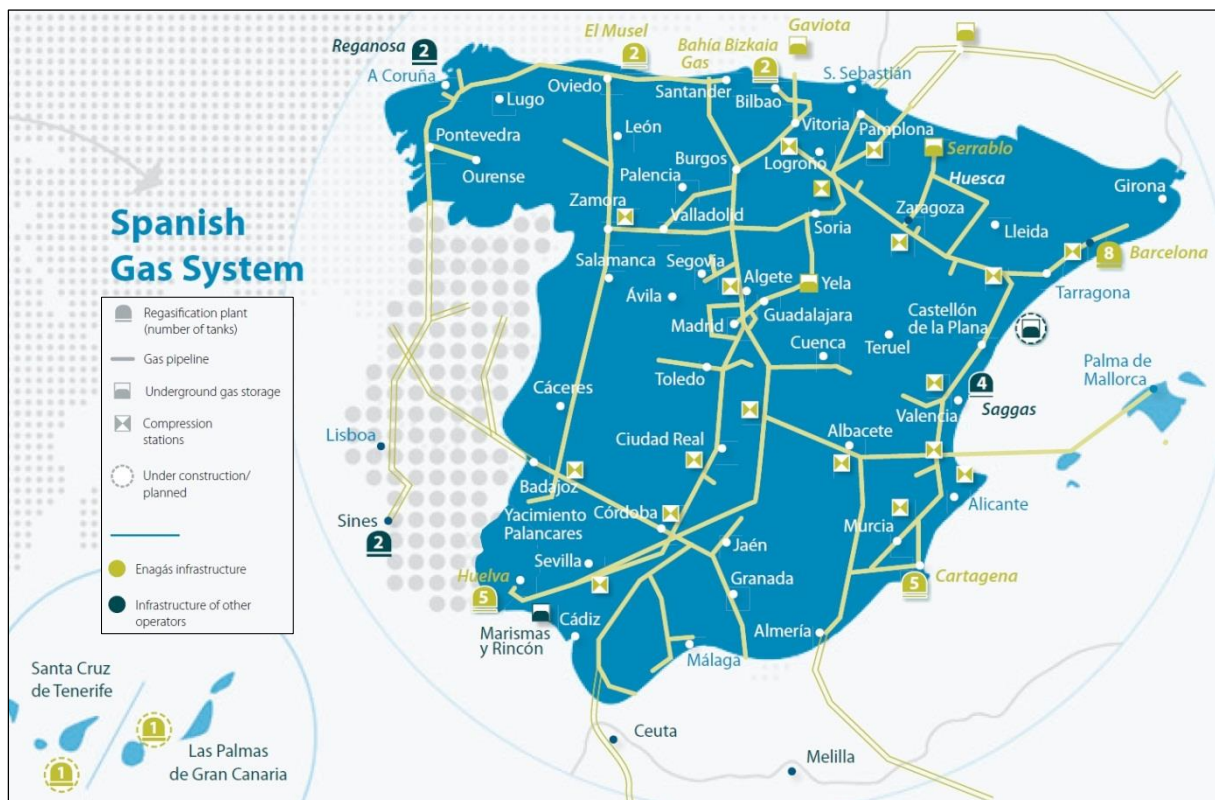 Reganosa
2
El Musel
2
Bahía Bizkaia
Gas
2
Gaviota
A Coruña
Lugo
Oviedo
Santander
Bilbao
S. Sebastián
León
Vitoria
Pamplona
Pontevedra
Ourense
Palencia
Burgos
Logroño
Serrablo
Huesca
Girona
Zamora
Valladolid
Soria
Zaragoza
Lleida
8
Barcelona
Spanish
Gas System
Salamanca
Segovia
Algete
Yela
Tarragona
Ávila
Madrid
Guadalajara
Castellón
de la Plana
Cuenca
Teruel
Toledo
Palma de
Mallorca
Cáceres
4
Saggas
Valencia
Lisboa
Ciudad Real
Albacete
Badajoz
Alicante
Yacimiento
Palancares
Córdoba
Murcia
Sines
2
Jaén
Sevilla
Huelva
5
Granada
5
Cartagena
Cádiz
Marismas
y Rincón
Almería
Málaga
Ceuta
Melilla
Regasification plant
(number of tanks)
Gas pipeline
Underground gas storage
Compression
stations
Under construction/
planned
Enagás infrastructure
Infrastructure of other
operators
Santa Cruz
de Tenerife
1
1
Las Palmas
de Gran Canaria